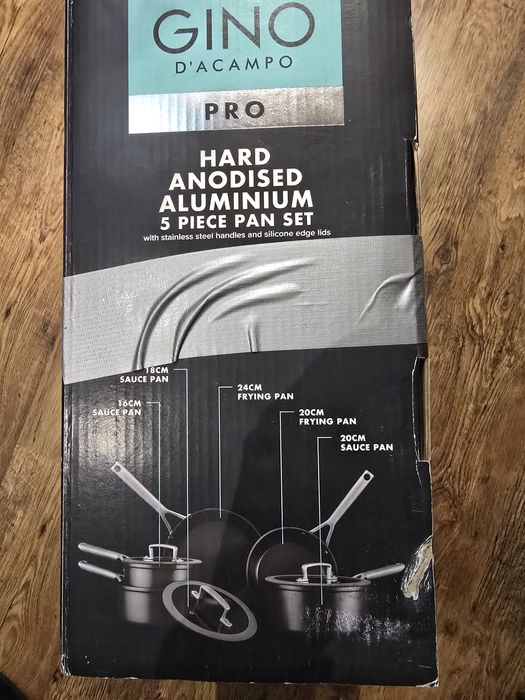 GINO
D'ACAMPO
PRO
HARD
ANODISED
ALUMINIUM
5 PIECE PAN SET
with stainless steel handles and silicone edge lids
18CM
SAUCE PAN
16CM
SAUCE PAN
24CM
FRYING PAN
20CM
FRYING PAN
20CM
SAUCE PAN